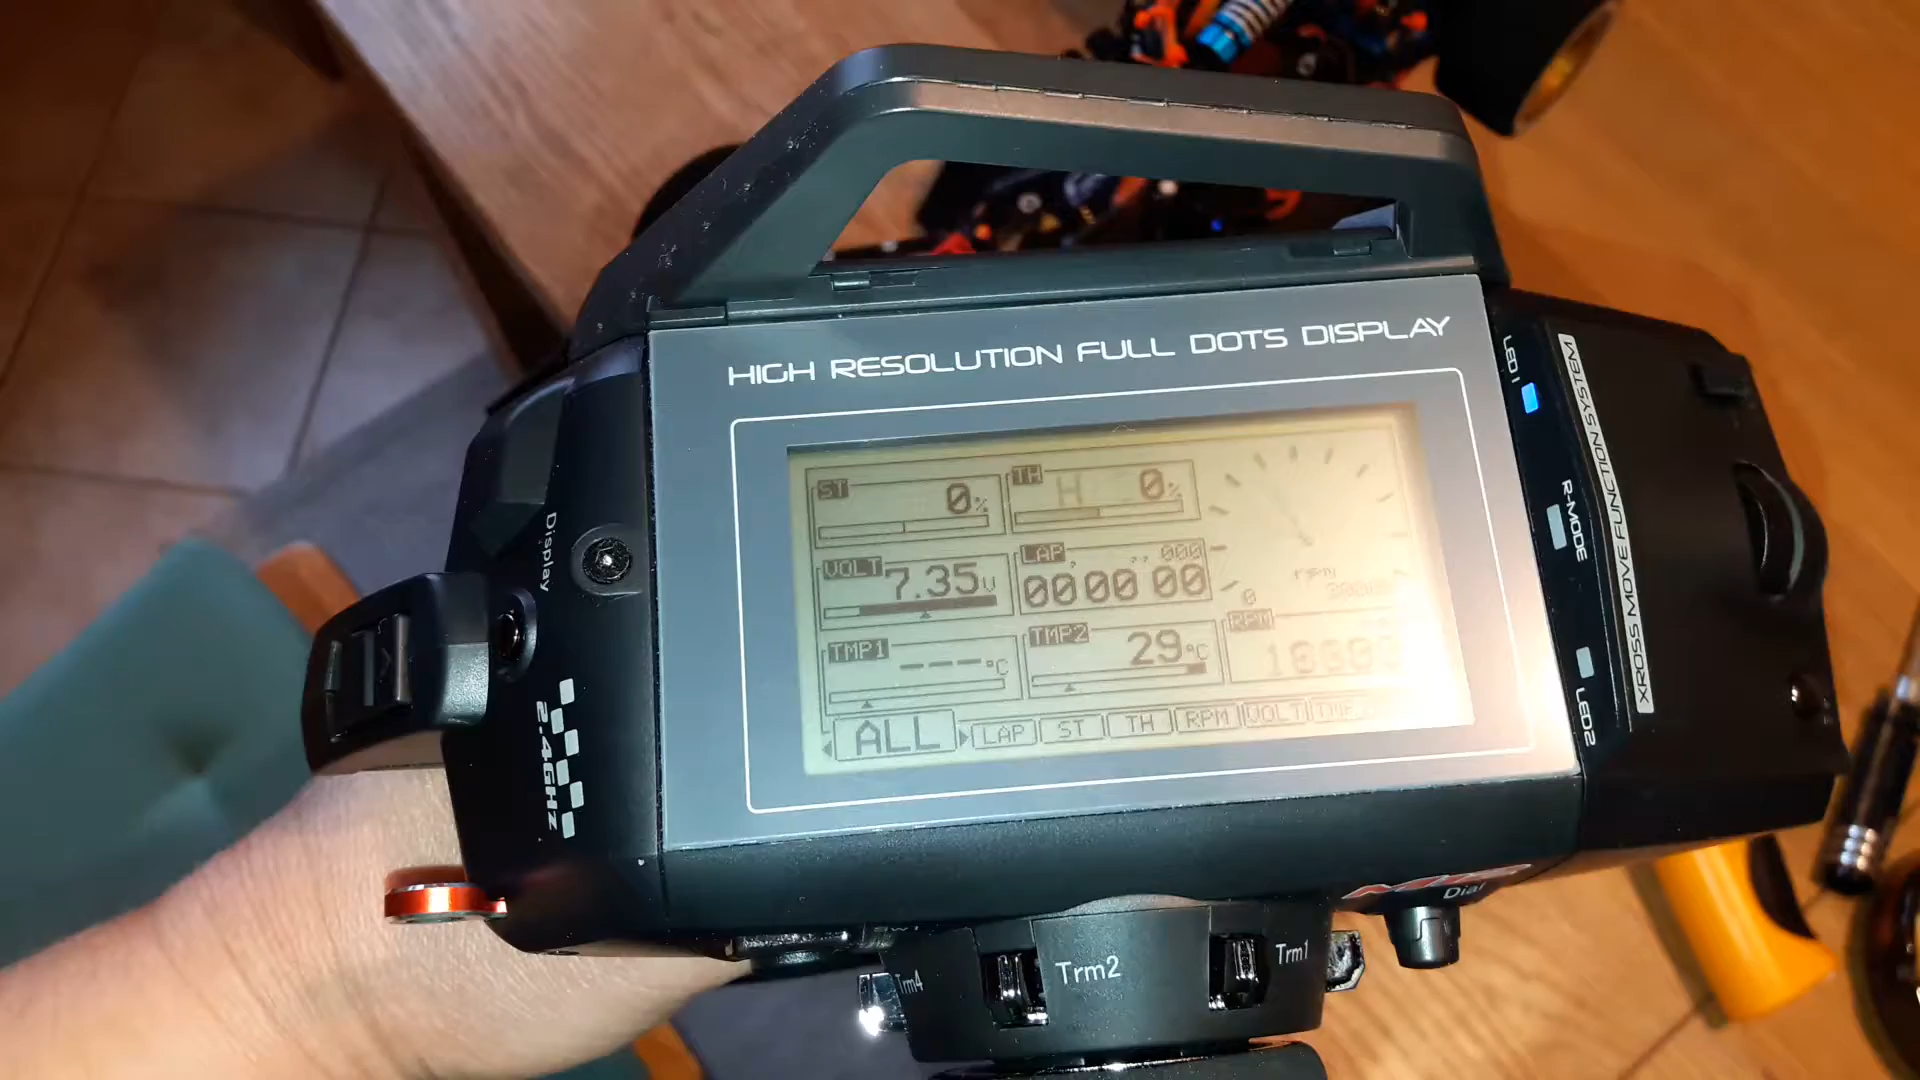 HIGH RESOLUTION FULL DOTS DISPLAY
ST 0%
TH H 0%
VOLT 7.35V
LAP 000
00 00 00
TMP1 ----°C
TMP2 29°C
0 rpm
RPM
ALL LAP ST TH RPM VOLT
Display
2.4GHz
LED1
R-MODE
LED2
XROSS MOVE FUNCTION SYSTEM
Dial
Trm4
Trm2
Trm1